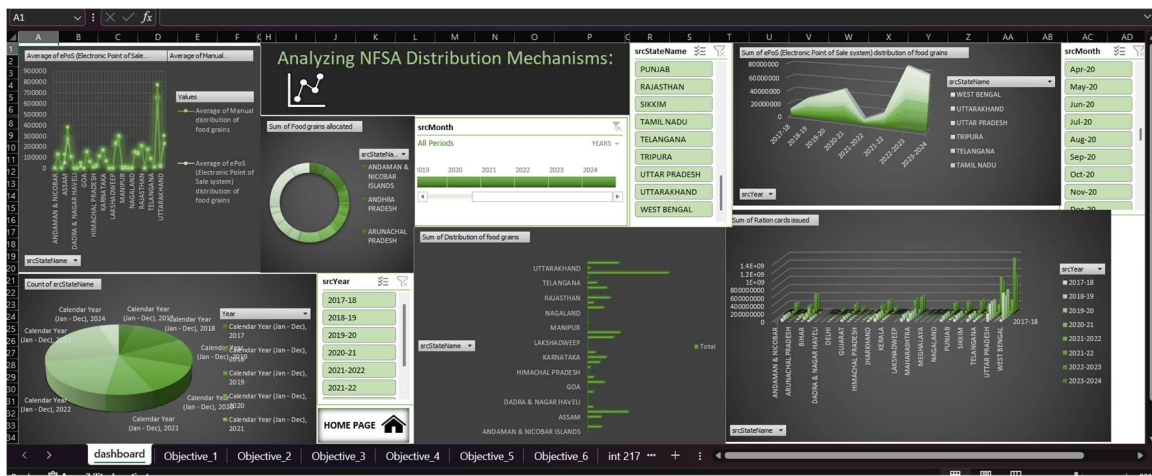 A1
fx
A B C D E F G H I J K L M N O P Q R S T U V W X Y Z AA AB AC AD
Average of ePoS (Electronic Point of Sale...
Average of Manual...
900000
800000
700000
600000
500000
400000
300000
200000
100000
0
Values
Average of Manual
distribution of
food grains
Average of ePoS
(Electronic Point of
Sale system)
distribution of
food grains
ANDAMAN & NICOBAR
ASSAM
DADRA & NAGAR HAVELI
GOA
HIMACHAL PRADESH
KARNATAKA
LAKSHADWEEP
MANIPUR
NAGALAND
RAJASTHAN
TELANGANA
UTTARAKHAND
srcStateName
Analyzing NFSA Distribution Mechanisms:
Sum of Food grains allocated
srcStateNa...
ANDAMAN &
NICOBAR
ISLANDS
ANDHRA
PRADESH
ARUNACHAL
PRADESH
srcMonth
All Periods
YEARS
2019 2020 2021 2022 2023 2024
srcStateName
PUNJAB
RAJASTHAN
SIKKIM
TAMIL NADU
TELANGANA
TRIPURA
UTTAR PRADESH
UTTARAKHAND
WEST BENGAL
Sum of ePoS (Electronic Point of Sale system) distribution of food grains
80000000
60000000
40000000
20000000
0
2017-18
2018-19
2019-20
2020-21
2021-2022
2021-22
2022-2023
2023-2024
srcStateName
WEST BENGAL
UTTARAKHAND
UTTAR PRADESH
TRIPURA
TELANGANA
TAMIL NADU
srcYear
srcMonth
Apr-20
May-20
Jun-20
Jul-20
Aug-20
Sep-20
Oct-20
Nov-20
Dec-20
Count of srcStateName
Calendar Year
(Jan - Dec), 2024
Calendar Year
(Jan - Dec), 2018
Calendar Year
(Jan - Dec), 2022
Calendar Year
(Jan - Dec), 2021
Year
Calendar Year (Jan - Dec),
2017
Calendar Year (Jan - Dec),
2019
Calendar Year (Jan - Dec),
2020
Calendar Year (Jan - Dec),
2021
srcYear
2017-18
2018-19
2019-20
2020-21
2021-2022
2021-22
HOME PAGE
Sum of Distribution of food grains
UTTARAKHAND
TELANGANA
RAJASTHAN
NAGALAND
MANIPUR
LAKSHADWEEP
KARNATAKA
HIMACHAL PRADESH
GOA
DADRA & NAGAR HAVELI
ASSAM
ANDAMAN & NICOBAR ISLANDS
srcStateName
Total
Sum of Ration cards issued
1.4E+09
1.2E+09
1E+09
800000000
600000000
400000000
200000000
0
2017-18
ANDAMAN & NICOBAR
ARUNACHAL PRADESH
BIHAR
DADRA & NAGAR HAVELI
DELHI
GUJARAT
HIMACHAL PRADESH
JHARKHAND
KERALA
LAKSHADWEEP
MAHARASHTRA
MEGHALAYA
NAGALAND
PUNJAB
SIKKIM
TELANGANA
UTTAR PRADESH
WEST BENGAL
srcYear
2017-18
2018-19
2019-20
2020-21
2021-2022
2021-22
2022-2023
2023-2024
srcStateName
dashboard Objective_1 Objective_2 Objective_3 Objective_4 Objective_5 Objective_6 int 217